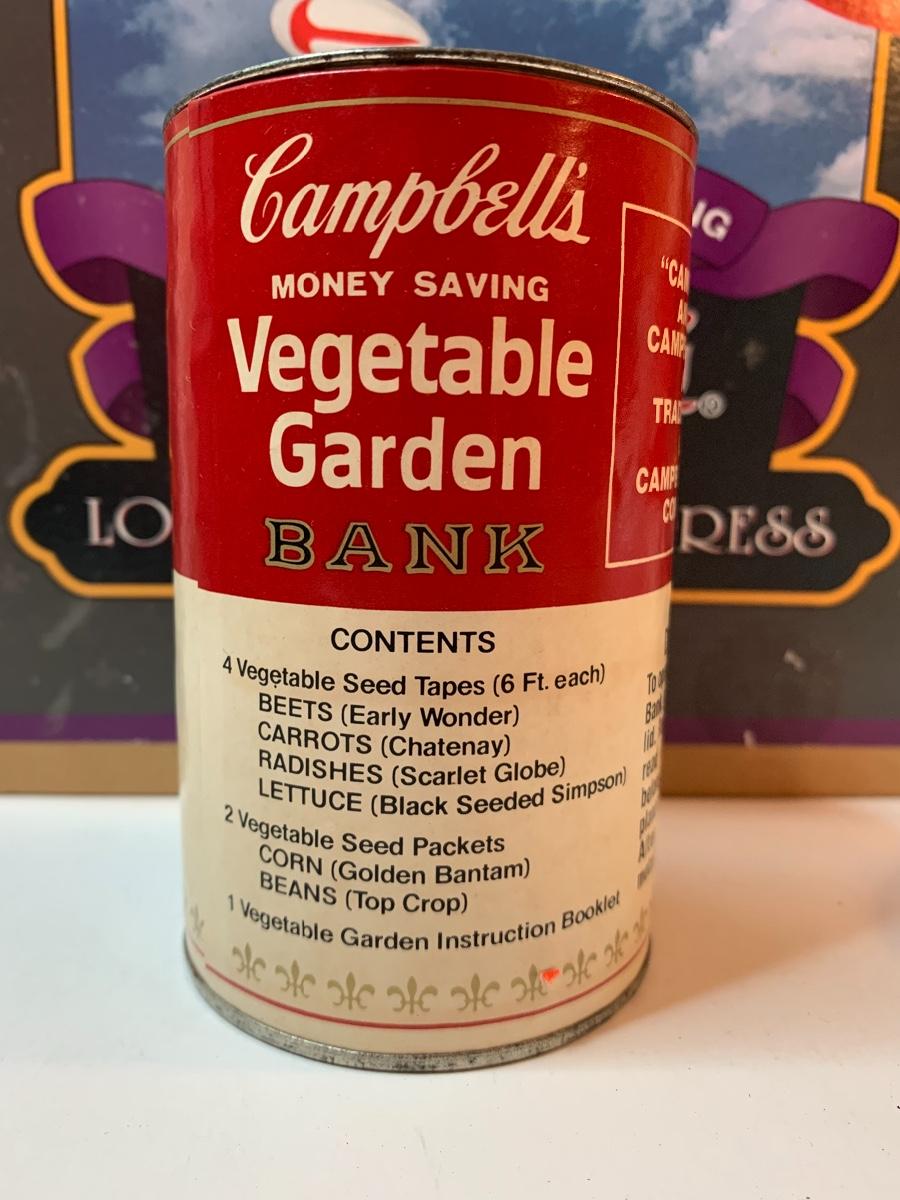 Campbell's
MONEY SAVING
Vegetable
Garden
BANK
CONTENTS
4 Vegetable Seed Tapes (6 Ft. each)
BEETS (Early Wonder)
CARROTS (Chatenay)
RADISHES (Scarlet Globe)
LETTUCE (Black Seeded Simpson)
2 Vegetable Seed Packets
CORN (Golden Bantam)
BEANS (Top Crop)
1 Vegetable Garden Instruction Booklet
To
lid.
®